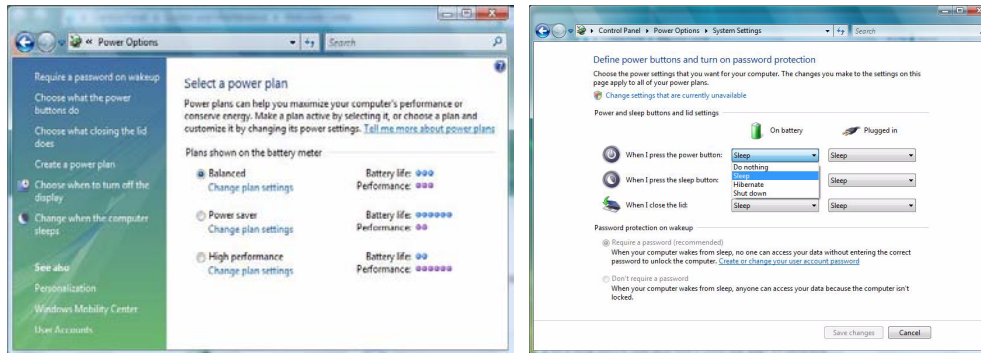 « Power Options
Search
Require a password on wakeup
Choose what the power
buttons do
Choose what closing the lid
does
Create a power plan
Choose when to turn off the
display
Change when the computer
sleeps
See also
Personalization
Windows Mobility Center
User Accounts
Select a power plan
Power plans can help you maximize your computer's performance or
conserve energy. Make a plan active by selecting it, or choose a plan and
customize it by changing its power settings. Tell me more about power plans
Plans shown on the battery meter
Balanced Battery life:
Change plan settings Performance:
Power saver Battery life:
Change plan settings Performance:
High performance Battery life:
Change plan settings Performance:
Control Panel ▸ Power Options ▸ System Settings
Search
Define power buttons and turn on password protection
Choose the power settings that you want for your computer. The changes you make to the settings on this
page apply to all of your power plans.
Change settings that are currently unavailable
Power and sleep buttons and lid settings
On battery Plugged in
When I press the power button: Sleep Sleep
Do nothing
Sleep
Hibernate
Shut down
When I press the sleep button: Sleep
When I close the lid: Sleep Sleep
Password protection on wakeup
Require a password (recommended)
When your computer wakes from sleep, no one can access your data without entering the correct
password to unlock the computer. Create or change your user account password
Don't require a password
When your computer wakes from sleep, anyone can access your data because the computer isn't
locked.
Save changes Cancel